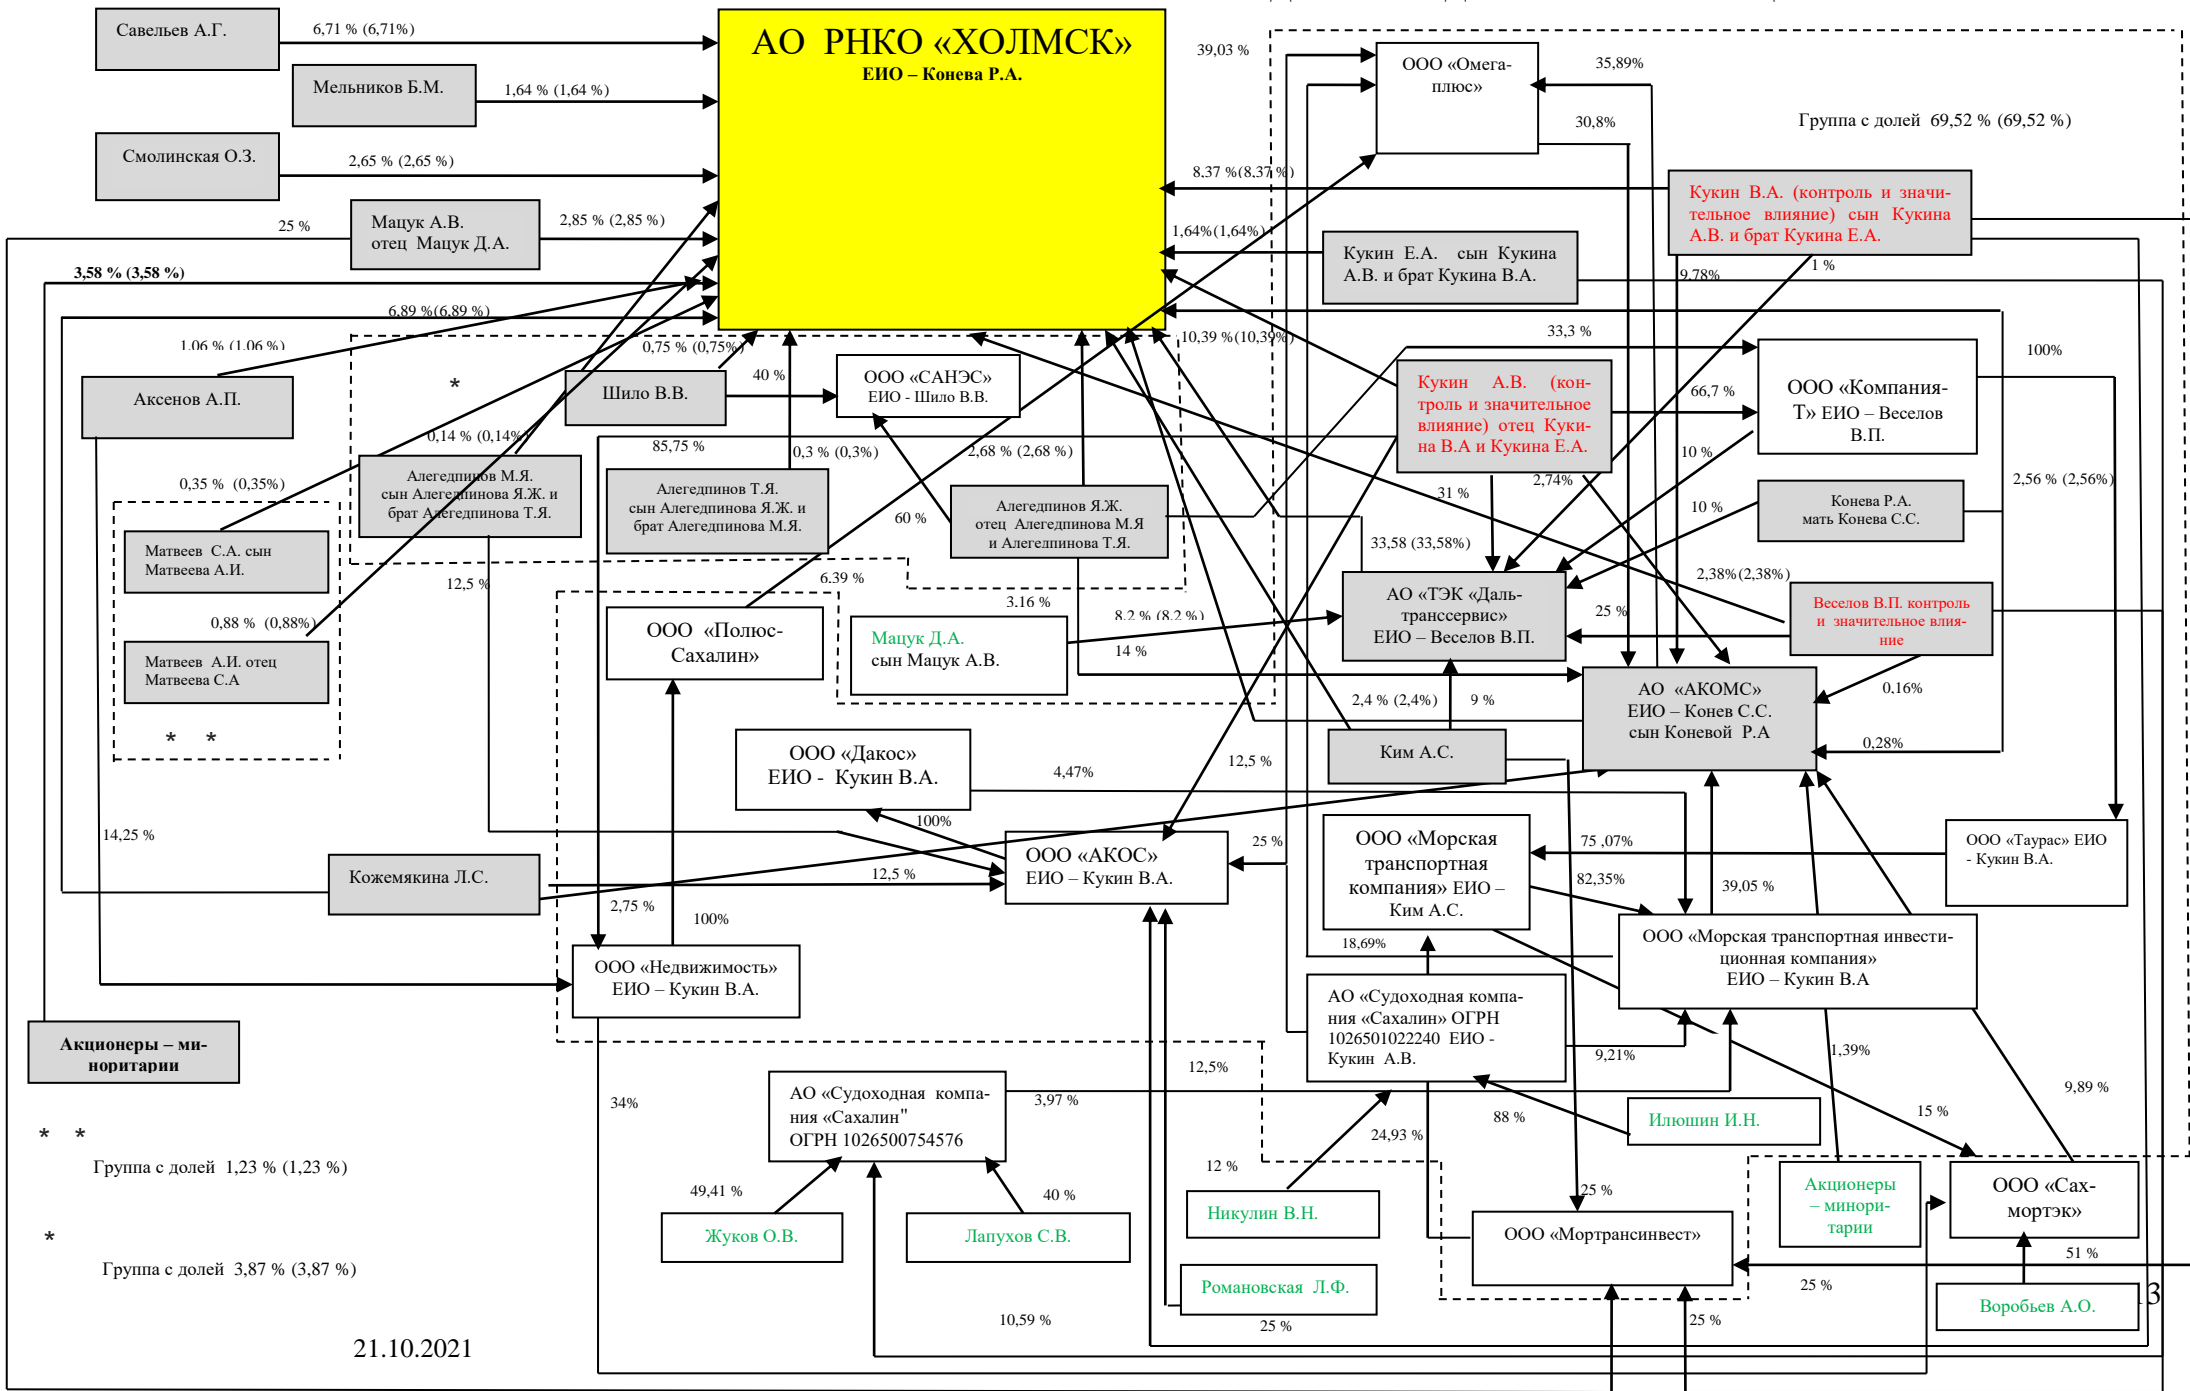 АО РНКО «ХОЛМСК»
ЕИО – Конева Р.А.
Савельев А.Г.
6,71 % (6,71%)
Мельников Б.М.
1,64 % (1,64 %)
Смолинская О.З.
2,65 % (2,65 %)
25 %
Мацук А.В.
отец Мацук Д.А.
2,85 % (2,85 %)
3,58 % (3,58 %)
6,89 %(6,89 %)
1,06 % (1,06 %)
Аксенов А.П.
*
0,75 % (0,75%)
Шило В.В.
40 %
ООО «САНЭС»
ЕИО - Шило В.В.
0,14 % (0,14%)
85,75 %
0,3 % (0,3%)
2,68 % (2,68 %)
Алегедпинов М.Я.
сын Алегедпинова Я.Ж. и
брат Алегедпинова Т.Я.
Алегедпинов Т.Я.
сын Алегедпинова Я.Ж. и
брат Алегедпинова М.Я.
60 %
Алегедпинов Я.Ж.
отец Алегедпинова М.Я
и Алегедпинова Т.Я.
0,35 % (0,35%)
Матвеев С.А. сын
Матвеева А.И.
12,5 %
0,88 % (0,88%)
Матвеев А.И. отец
Матвеева С.А
* *
39,03 %
ООО «Омега-
плюс»
35,89%
30,8%
Группа с долей 69,52 % (69,52 %)
8,37 %(8,37 %)
Кукин В.А. (контроль и значи-
тельное влияние) сын Кукина
А.В. и брат Кукина Е.А.
1,64%(1,64%)
Кукин Е.А. сын Кукина
А.В. и брат Кукина В.А.
9,78%
1 %
10,39 %(10,39%)
33,3 %
100%
Кукин А.В. (кон-
троль и значительное
влияние) отец Куки-
на В.А и Кукина Е.А.
66,7 %
ООО «Компания-
Т» ЕИО – Веселов
В.П.
10 %
2,74%
31 %
2,56 % (2,56%)
10 %
Конева Р.А.
мать Конева С.С.
33,58 (33,58%)
6.39 %
3.16 %
8.2 % (8.2 %)
АО «ТЭК «Даль-
транссервис»
ЕИО – Веселов В.П.
2,38%(2,38%)
25 %
Веселов В.П. контроль
и значительное влия-
ние
ООО «Полюс-
Сахалин»
Мацук Д.А.
сын Мацук А.В.
14 %
2,4 % (2,4%)
9 %
АО «АКОМС»
ЕИО – Конев С.С.
сын Коневой Р.А
0,16%
0,28%
ООО «Дакос»
ЕИО - Кукин В.А.
4,47%
12,5 %
Ким А.С.
14,25 %
100%
Кожемякина Л.С.
12,5 %
ООО «АКОС»
ЕИО – Кукин В.А.
25 %
ООО «Морская
транспортная
компания» ЕИО –
Ким А.С.
75 ,07%
82,35%
39,05 %
ООО «Таурас» ЕИО
- Кукин В.А.
2,75 %
100%
ООО «Недвижимость»
ЕИО – Кукин В.А.
18,69%
ООО «Морская транспортная инвести-
ционная компания»
ЕИО – Кукин В.А
АО «Судоходная компа-
ния «Сахалин» ОГРН
1026501022240 ЕИО -
Кукин А.В.
9,21%
1,39%
9,89 %
Акционеры – ми-
норитарии
34%
АО «Судоходная компа-
ния «Сахалин"
ОГРН 1026500754576
12,5%
3,97 %
88 %
Илюшин И.Н.
15 %
24,93 %
* *
Группа с долей 1,23 % (1,23 %)
49,41 %
40 %
12 %
25 %
Жуков О.В.
Лапухов С.В.
Никулин В.Н.
ООО «Мортрансинвест»
Акционеры
– минори-
тарии
ООО «Сах-
мортэк»
*
Группа с долей 3,87 % (3,87 %)
51 %
Романовская Л.Ф.
25 %
13
Воробьев А.О.
10,59 %
25 %
25 %
21.10.2021